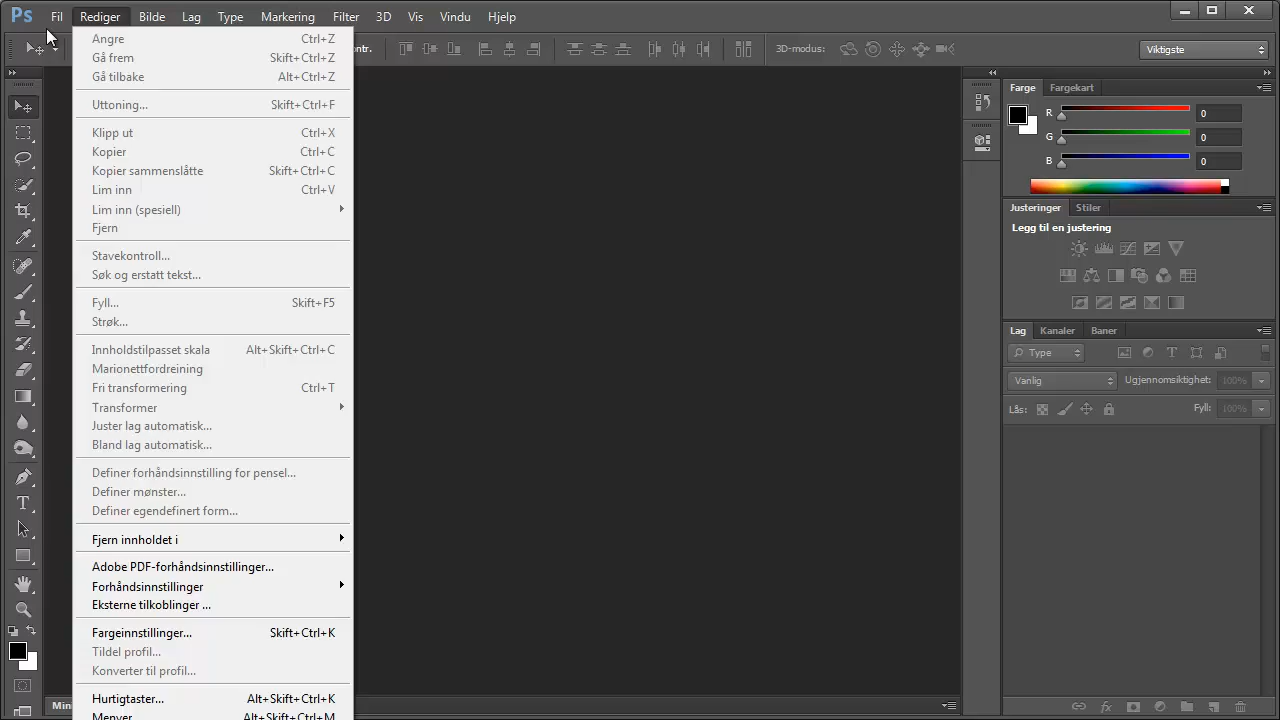 Ps Fil Rediger Bilde Lag Type Markering Filter 3D Vis Vindu Hjelp
ontr. 3D-modus: Viktigste
Angre Ctrl+Z
Gå frem Skift+Ctrl+Z
Gå tilbake Alt+Ctrl+Z
Uttoning... Skift+Ctrl+F
Klipp ut Ctrl+X
Kopier Ctrl+C
Kopier sammenslåtte Skift+Ctrl+C
Lim inn Ctrl+V
Lim inn (spesiell)
Fjern
Stavekontroll...
Søk og erstatt tekst...
Fyll... Skift+F5
Strøk...
Innholdstilpasset skala Alt+Skift+Ctrl+C
Marionettfordreining
Fri transformering Ctrl+T
Transformer
Juster lag automatisk...
Bland lag automatisk...
Definer forhåndsinnstilling for pensel...
Definer mønster...
Definer egendefinert form...
Fjern innholdet i
Adobe PDF-forhåndsinnstillinger...
Forhåndsinnstillinger
Eksterne tilkoblinger ...
Fargeinnstillinger... Skift+Ctrl+K
Tildel profil...
Konverter til profil...
Hurtigtaster... Alt+Skift+Ctrl+K
Menyer Alt+Skift+Ctrl+M
Mini
Farge Fargekart
R 0
G 0
B 0
Justeringer Stiler
Legg til en justering
Lag Kanaler Baner
Type
Vanlig Ugjennomsiktighet: 100%
Lås: Fyll: 100%